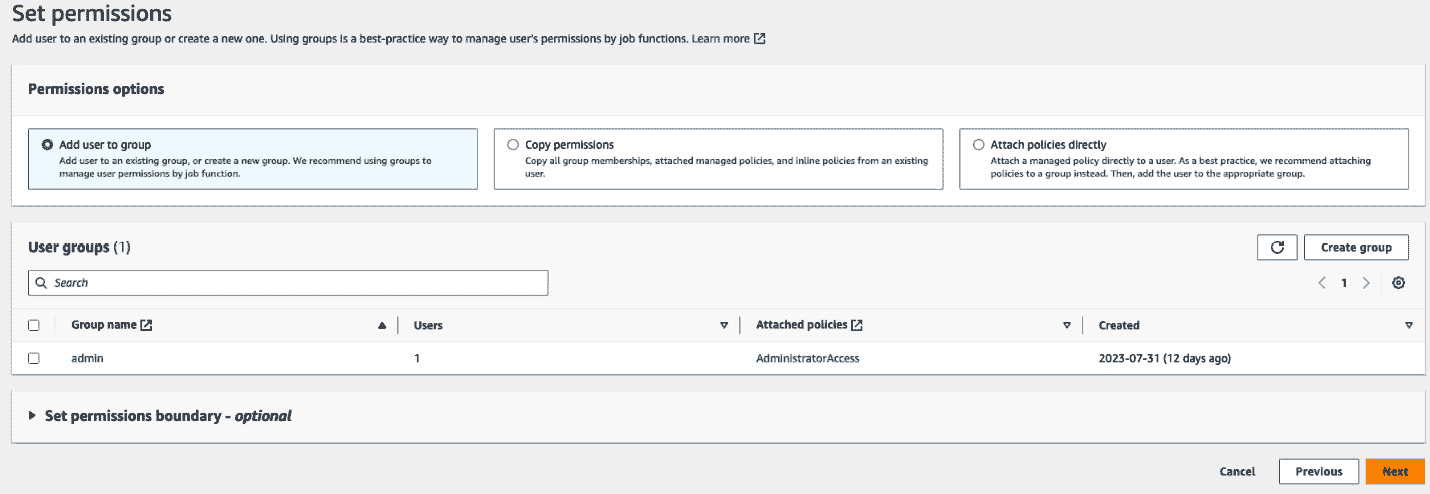 Set permissions
Add user to an existing group or create a new one. Using groups is a best-practice way to manage user's permissions by job functions. Learn more
Permissions options
Add user to group
Add user to an existing group, or create a new group. We recommend using groups to
manage user permissions by job function.
Copy permissions
Copy all group memberships, attached managed policies, and inline policies from an existing
user.
Attach policies directly
Attach a managed policy directly to a user. As a best practice, we recommend attaching
policies to a group instead. Then, add the user to the appropriate group.
User groups (1)
Create group
Search
1
Group name Users Attached policies Created
admin 1 AdministratorAccess 2023-07-31 (12 days ago)
Set permissions boundary - optional
Cancel Previous Next